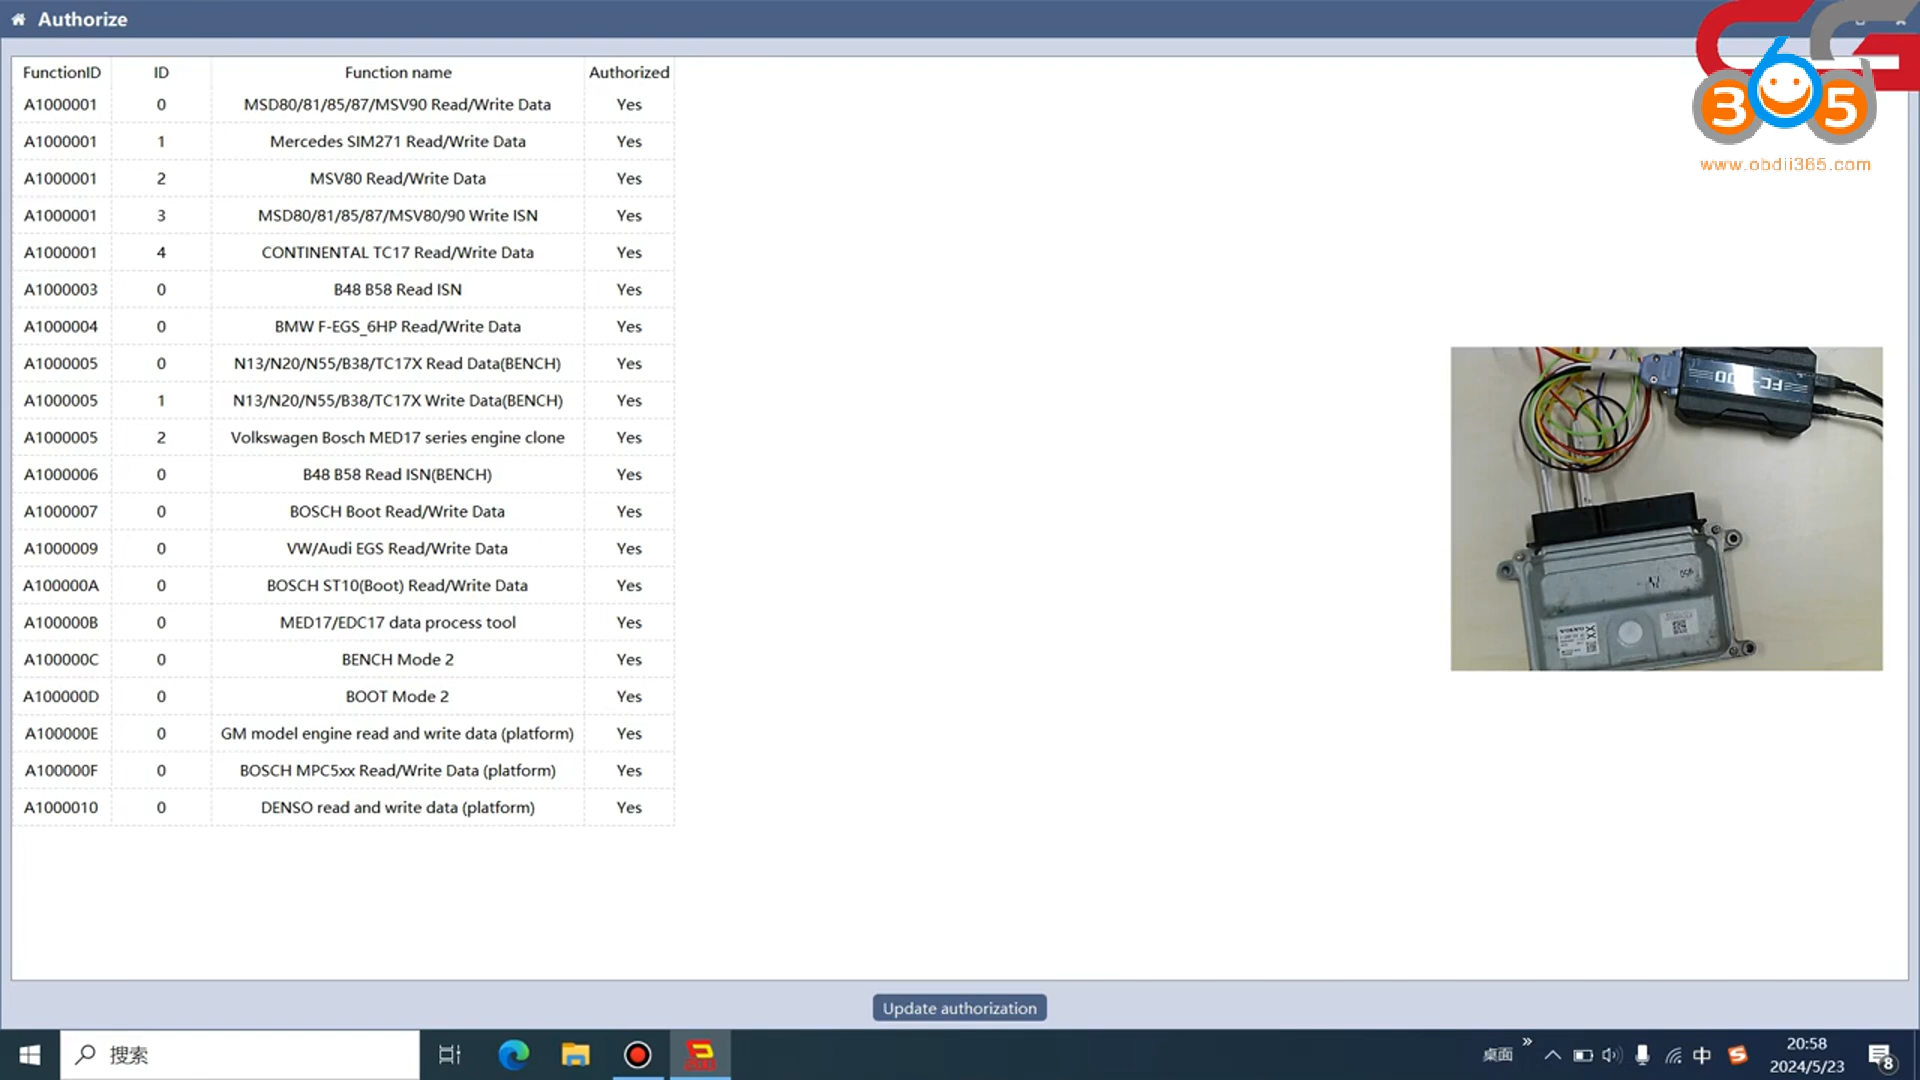 Authorize
FunctionID ID Function name Authorized
A1000001 0 MSD80/81/85/87/MSV90 Read/Write Data Yes
A1000001 1 Mercedes SIM271 Read/Write Data Yes
A1000001 2 MSV80 Read/Write Data Yes
A1000001 3 MSD80/81/85/87/MSV80/90 Write ISN Yes
A1000001 4 CONTINENTAL TC17 Read/Write Data Yes
A1000003 0 B48 B58 Read ISN Yes
A1000004 0 BMW F-EGS_6HP Read/Write Data Yes
A1000005 0 N13/N20/N55/B38/TC17X Read Data(BENCH) Yes
A1000005 1 N13/N20/N55/B38/TC17X Write Data(BENCH) Yes
A1000005 2 Volkswagen Bosch MED17 series engine clone Yes
A1000006 0 B48 B58 Read ISN(BENCH) Yes
A1000007 0 BOSCH Boot Read/Write Data Yes
A1000009 0 VW/Audi EGS Read/Write Data Yes
A100000A 0 BOSCH ST10(Boot) Read/Write Data Yes
A100000B 0 MED17/EDC17 data process tool Yes
A100000C 0 BENCH Mode 2 Yes
A100000D 0 BOOT Mode 2 Yes
A100000E 0 GM model engine read and write data (platform) Yes
A100000F 0 BOSCH MPC5xx Read/Write Data (platform) Yes
A1000010 0 DENSO read and write data (platform) Yes
CG
365
www.obdii365.com
Update authorization
搜索
桌面
中
20:58
2024/5/23
8